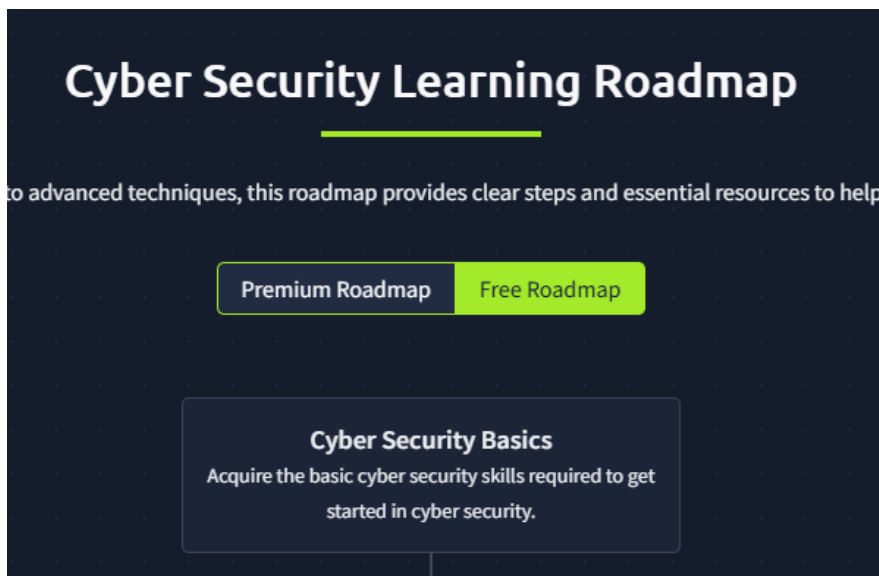 Cyber Security Learning Roadmap
to advanced techniques, this roadmap provides clear steps and essential resources to help
Premium Roadmap Free Roadmap
Cyber Security Basics
Acquire the basic cyber security skills required to get
started in cyber security.